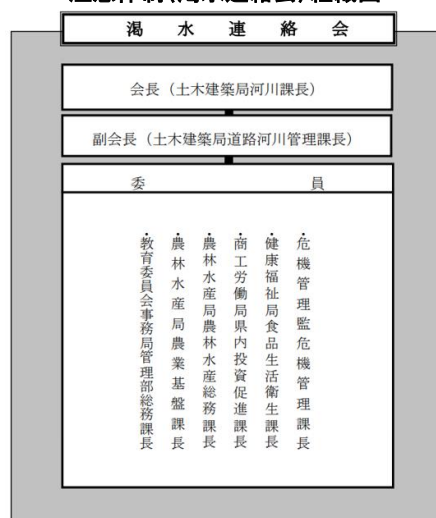 渇水連絡会
会長（土木建築局河川課長）
副会長（土木建築局道路河川管理課長）
委員
・危機管理監危機管理課長
・健康福祉局食品生活衛生課長
・商工労働局県内投資促進課長
・農林水産局農林水産総務課長
・農林水産局農業基盤課長
・教育委員会事務局管理部総務課長